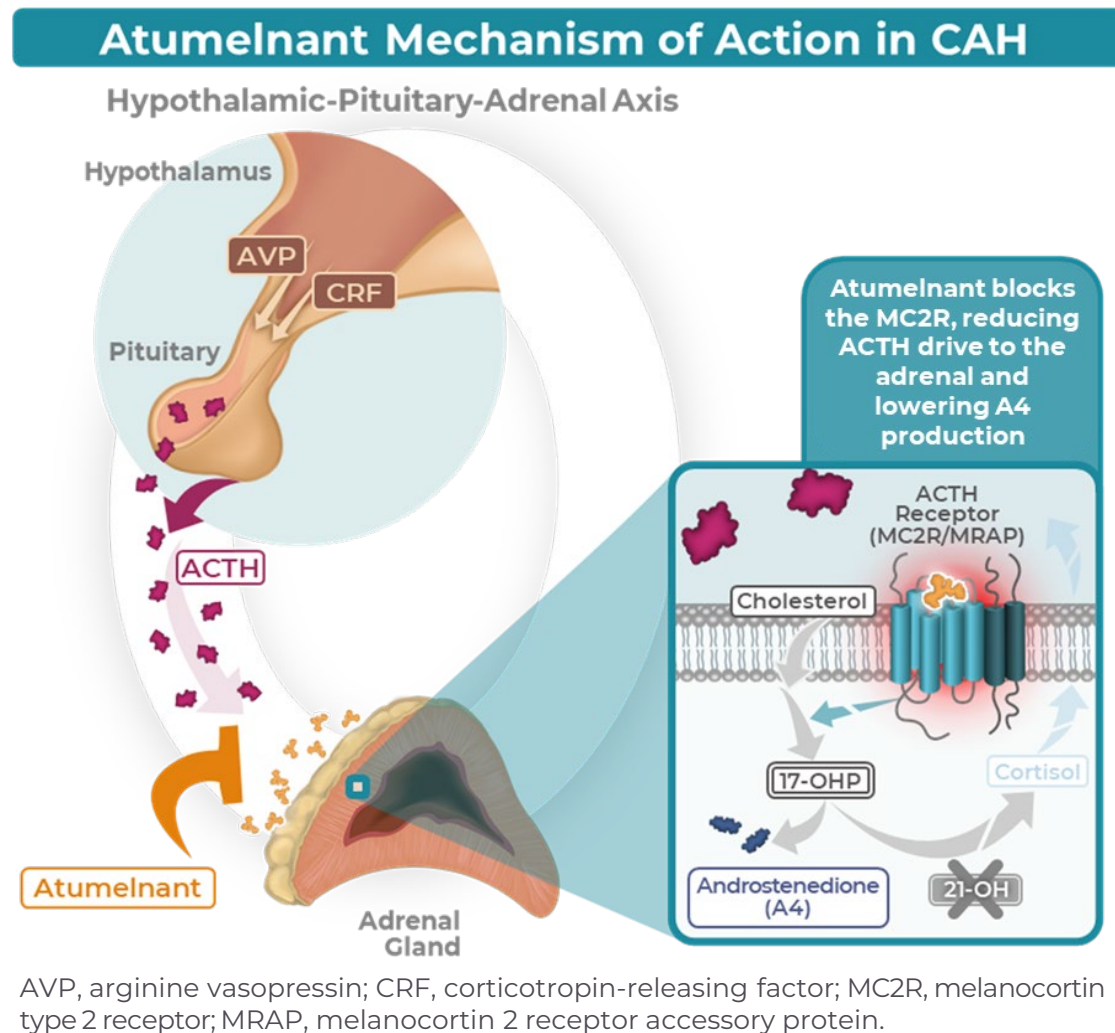 Atumelnant Mechanism of Action in CAH
Hypothalamic-Pituitary-Adrenal Axis
Hypothalamus
AVP
CRF
Pituitary
ACTH
Atumelnant
Adrenal
Gland
Atumelnant blocks
the MC2R, reducing
ACTH drive to the
adrenal and
lowering A4
production
ACTH
Receptor
(MC2R/MRAP)
Cholesterol
17-OHP
Cortisol
Androstenedione
(A4)
21-OH
AVP, arginine vasopressin; CRF, corticotropin-releasing factor; MC2R, melanocortin
type 2 receptor; MRAP, melanocortin 2 receptor accessory protein.